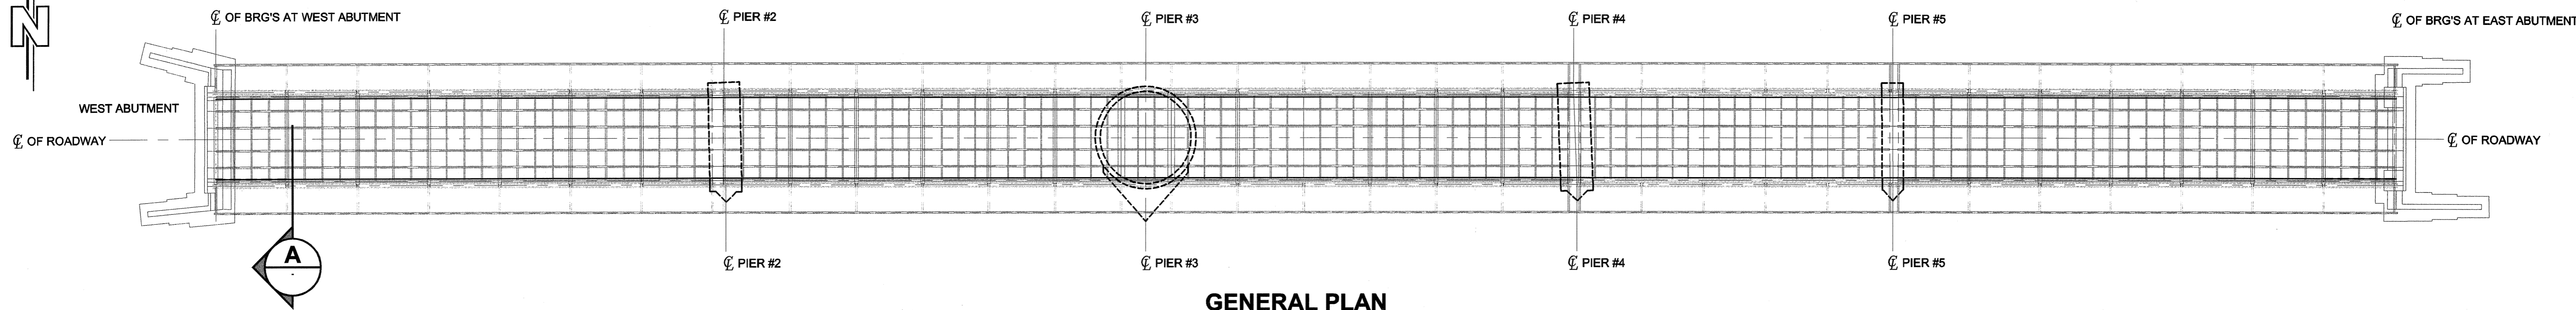 N
℄ OF BRG'S AT WEST ABUTMENT
℄ PIER #2
℄ PIER #3
℄ PIER #4
℄ PIER #5
℄ OF BRG'S AT EAST ABUTMENT
WEST ABUTMENT
℄ OF ROADWAY
℄ OF ROADWAY
A
-
℄ PIER #2
℄ PIER #3
℄ PIER #4
℄ PIER #5
GENERAL PLAN